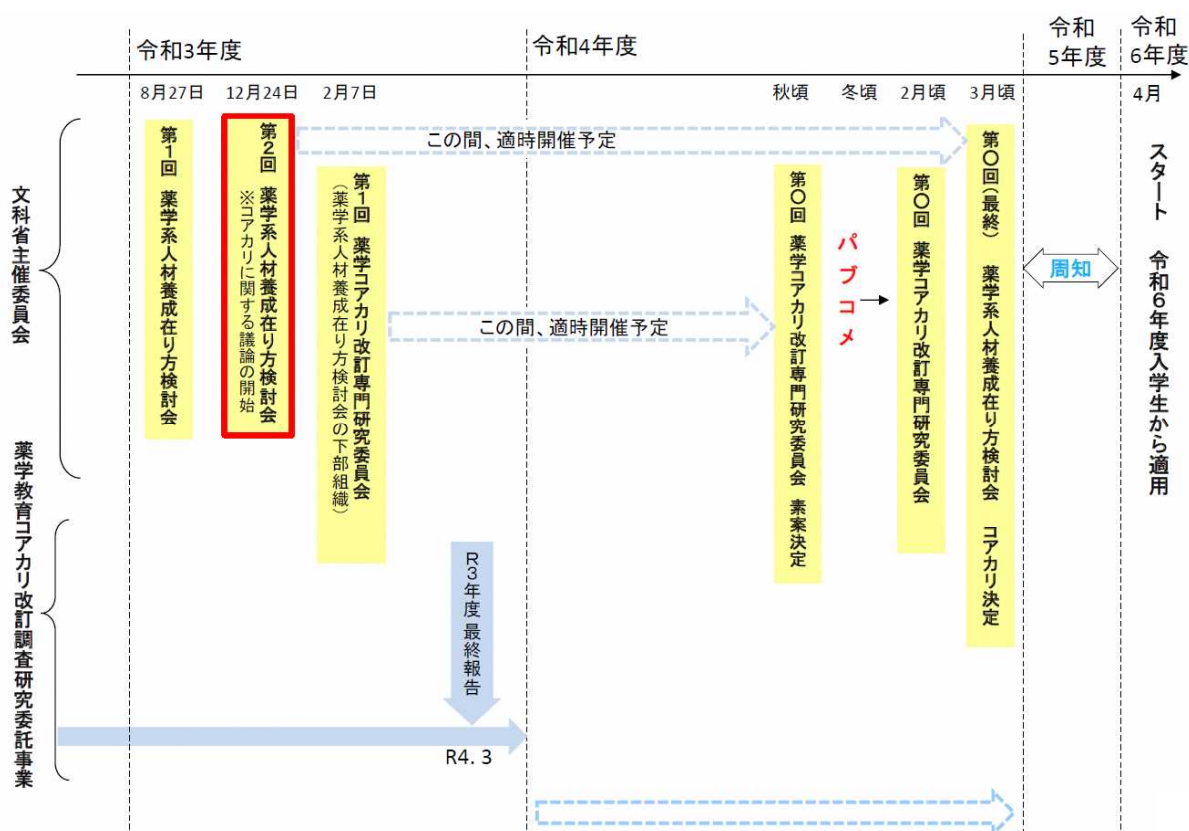 令和3年度
令和4年度
令和
5年度
令和
6年度
8月27日
12月24日
2月7日
秋頃
冬頃
2月頃
3月頃
4月
文科省主催委員会
第1回 薬学系人材養成在り方検討会
第2回 薬学系人材養成在り方検討会
※コアカリに関する議論の開始
この間、適時開催予定
第1回 薬学コアカリ改訂専門研究委員会
（薬学系人材養成在り方検討会の下部組織）
この間、適時開催予定
第〇回 薬学コアカリ改訂専門研究委員会 素案決定
パブコメ
第〇回 薬学コアカリ改訂専門研究委員会
第〇回（最終） 薬学系人材養成在り方検討会 コアカリ決定
周知
スタート 令和6年度入学生から適用
薬学教育コアカリ改訂調査研究委託事業
R3年度 最終報告
R4. 3